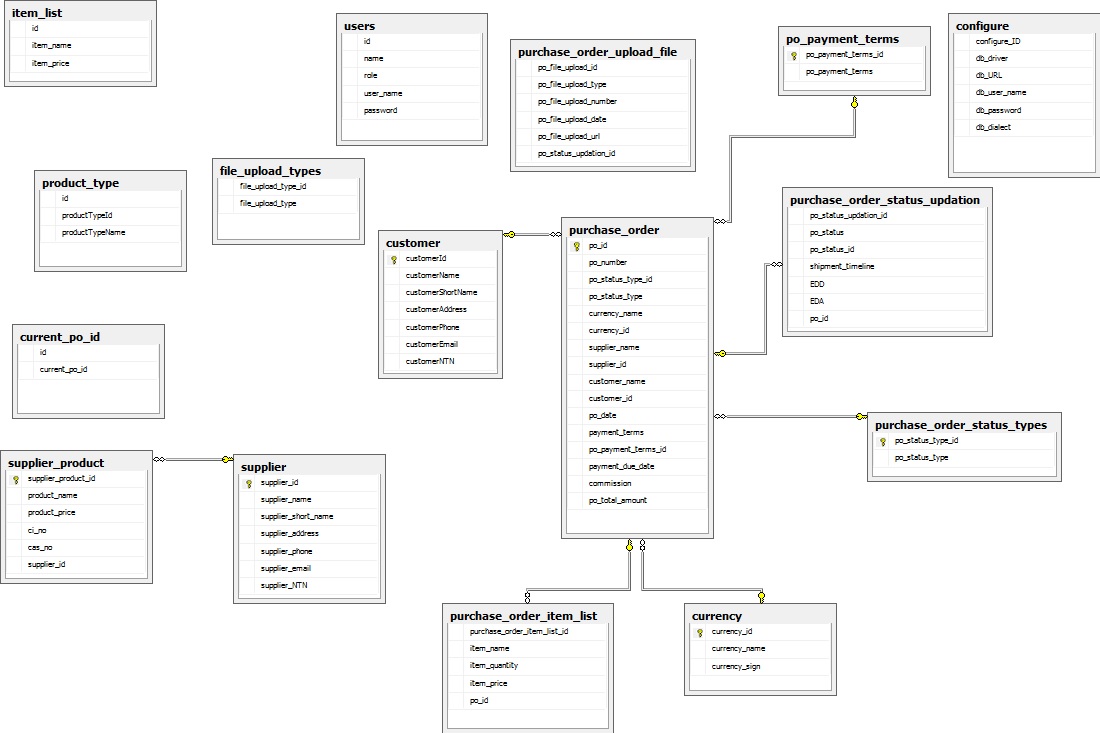 item_list
id
item_name
item_price
users
id
name
role
user_name
password
purchase_order_upload_file
po_file_upload_id
po_file_upload_type
po_file_upload_number
po_file_upload_date
po_file_upload_url
po_status_updation_id
po_payment_terms
po_payment_terms_id
po_payment_terms
configure
configure_ID
db_driver
db_URL
db_user_name
db_password
db_dialect
product_type
id
productTypeId
productTypeName
file_upload_types
file_upload_type_id
file_upload_type
customer
customerId
customerName
customerShortName
customerAddress
customerPhone
customerEmail
customerNTN
purchase_order
po_id
po_number
po_status_type_id
po_status_type
currency_name
currency_id
supplier_name
supplier_id
customer_name
customer_id
po_date
payment_terms
po_payment_terms_id
payment_due_date
commission
po_total_amount
purchase_order_status_updation
po_status_updation_id
po_status
po_status_id
shipment_timeline
EDD
EDA
po_id
current_po_id
id
current_po_id
purchase_order_status_types
po_status_type_id
po_status_type
supplier_product
supplier_product_id
product_name
product_price
ci_no
cas_no
supplier_id
supplier
supplier_id
supplier_name
supplier_short_name
supplier_address
supplier_phone
supplier_email
supplier_NTN
purchase_order_item_list
purchase_order_item_list_id
item_name
item_quantity
item_price
po_id
currency
currency_id
currency_name
currency_sign